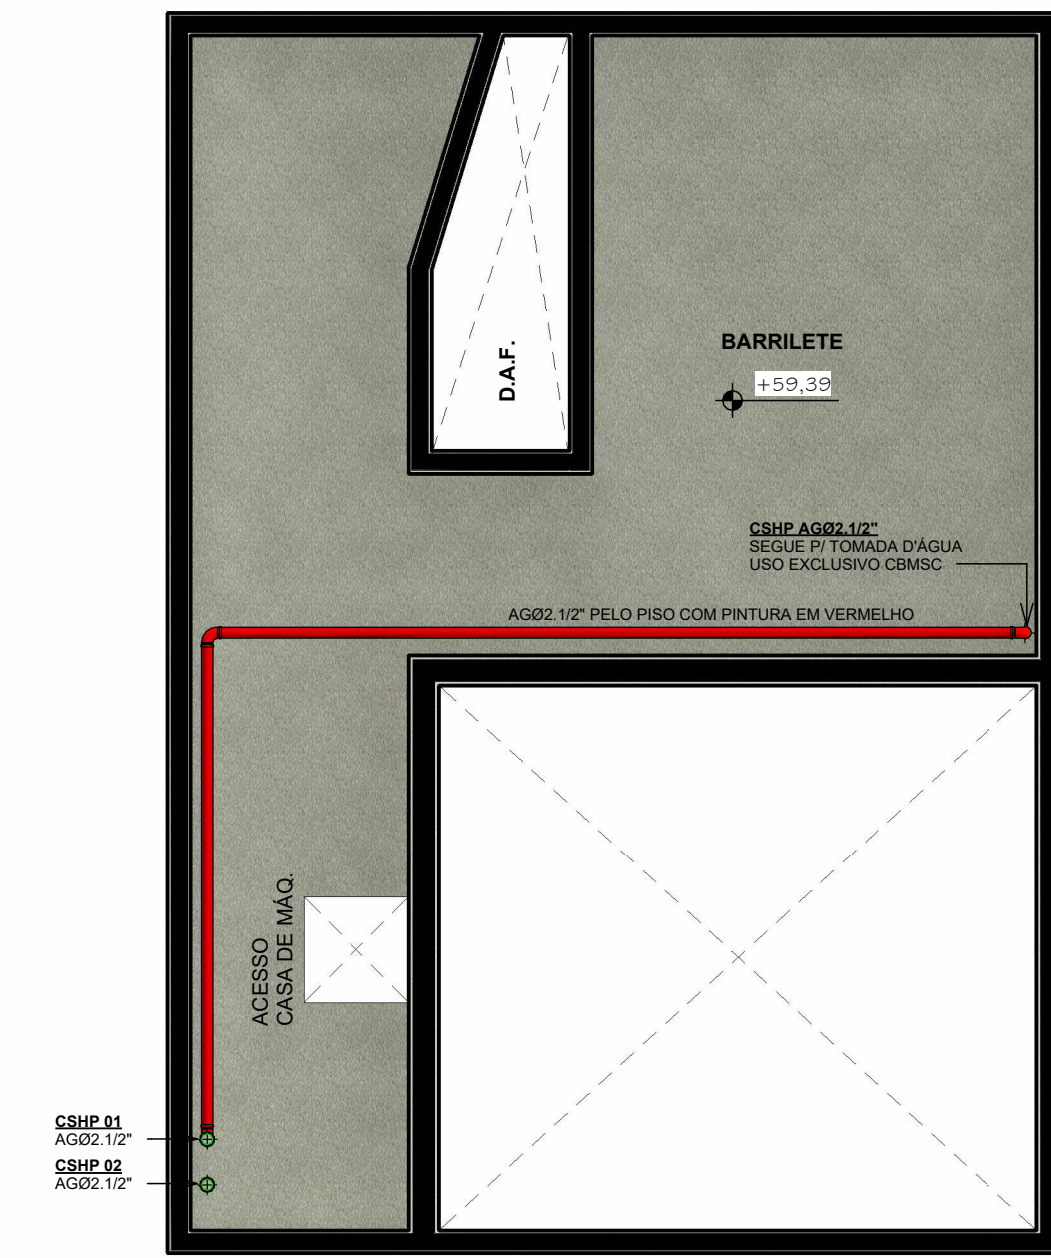 D.A.F.
BARRILETE
+59,39
CSHP AGØ2.1/2"
SEGUE P/ TOMADA D'ÁGUA
USO EXCLUSIVO CBMSC
AGØ2.1/2" PELO PISO COM PINTURA EM VERMELHO
ACESSO
CASA DE MÁQ.
CSHP 01
AGØ2.1/2"
CSHP 02
AGØ2.1/2"